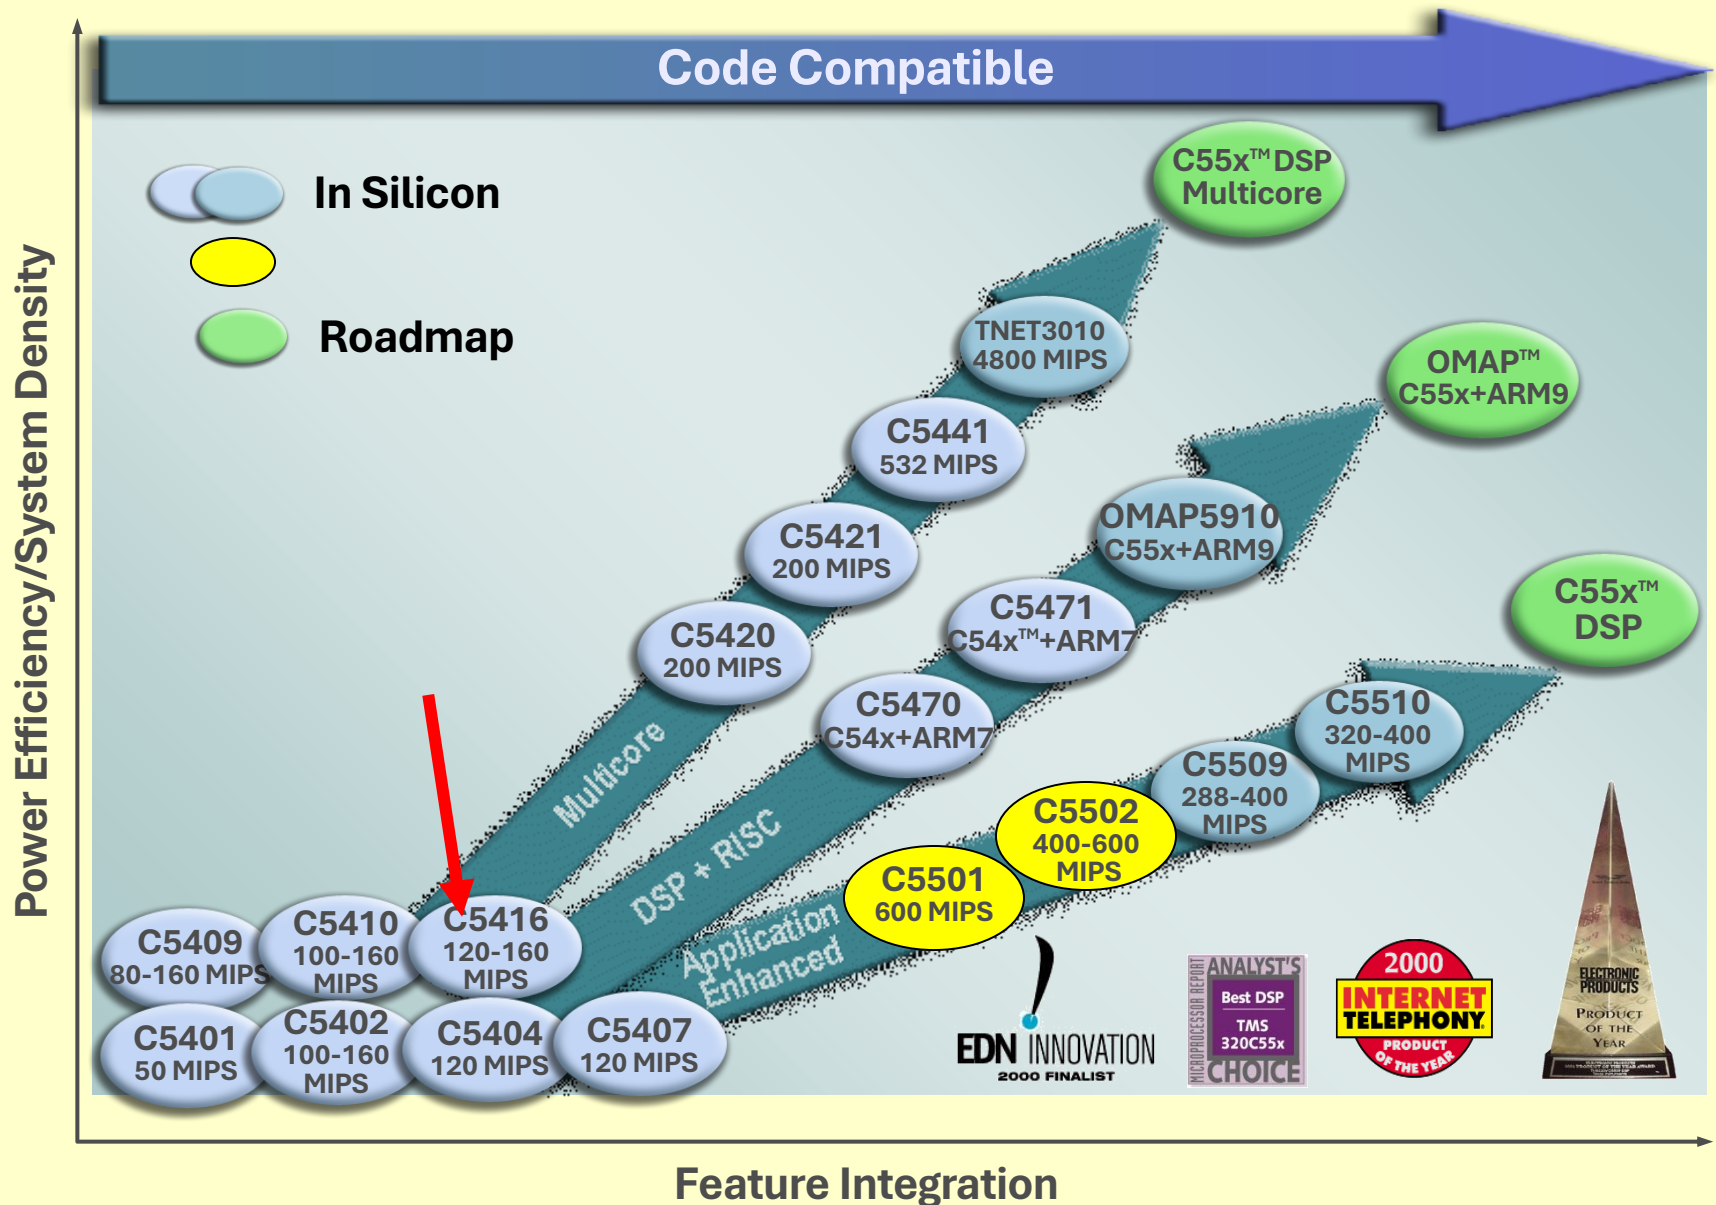 Code Compatible
Power Efficiency/System Density
In Silicon
Roadmap
C55x™ DSP
Multicore
TNET3010
4800 MIPS
OMAP™
C55x+ARM9
C5441
532 MIPS
OMAP5910
C55x+ARM9
C5421
200 MIPS
C5471
C54x™+ARM7
C55x™
DSP
C5420
200 MIPS
C5470
C54x+ARM7
C5510
320-400
MIPS
C5509
288-400
MIPS
C5502
400-600
MIPS
C5501
600 MIPS
Multicore
DSP + RISC
Application
Enhanced
C5409
80-160 MIPS
C5410
100-160
MIPS
C5416
120-160
MIPS
C5401
50 MIPS
C5402
100-160
MIPS
C5404
120 MIPS
C5407
120 MIPS
EDN INNOVATION
2000 FINALIST
MICROPROCESSOR REPORT
ANALYST'S
Best DSP
TMS
320C55x
CHOICE
2000
INTERNET
TELEPHONY
PRODUCT
OF THE YEAR
ELECTRONIC
PRODUCTS
PRODUCT
OF THE
YEAR
Feature Integration